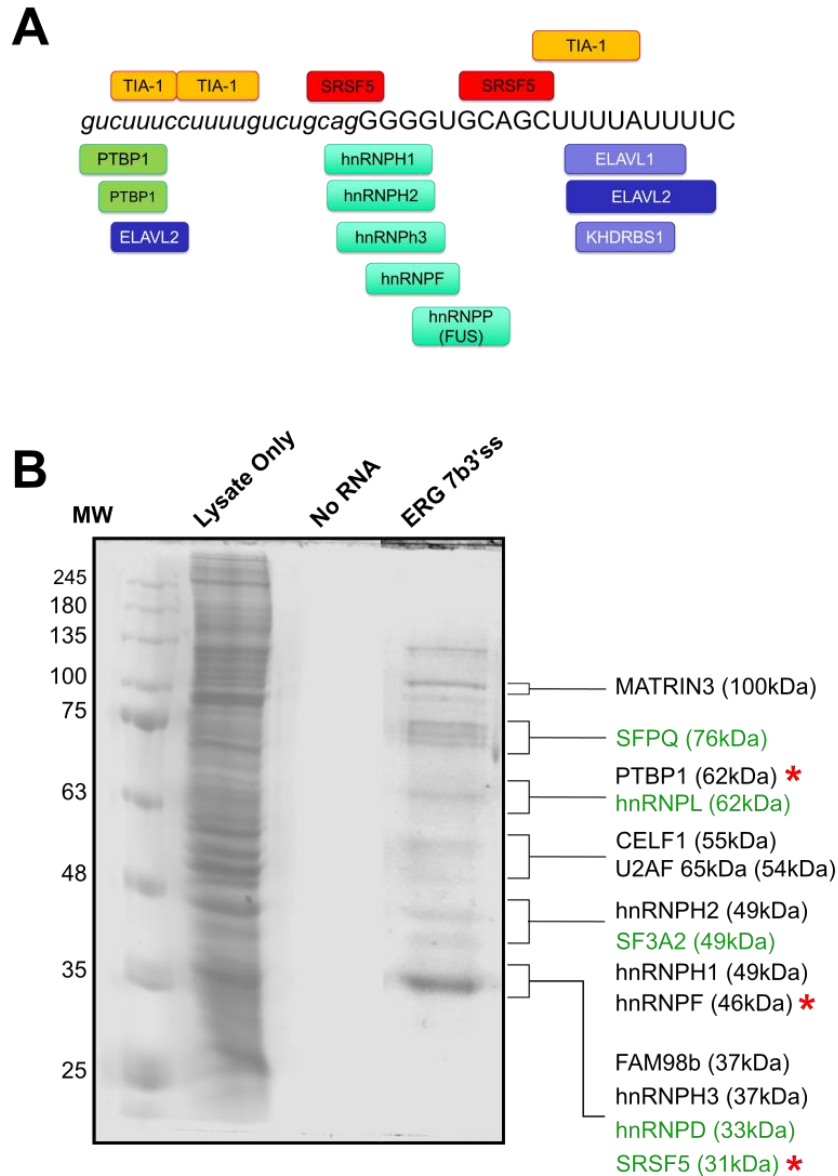 A
TIA-1
TIA-1 TIA-1 SRSF5 SRSF5
gucuuuccuuuugucugcagGGGGUGCAGCUUUUAUUUUC
PTBP1 hnRNPH1 ELAVL1
PTBP1 hnRNPH2 ELAVL2
ELAVL2 hnRNPh3 KHDRBS1
hnRNPF
hnRNPP
(FUS)
B
MW Lysate Only No RNA ERG 7b3'ss
245
180
135
100
75
63
48
35
25
MATRIN3 (100kDa)
SFPQ (76kDa)
PTBP1 (62kDa) *
hnRNPL (62kDa)
CELF1 (55kDa)
U2AF 65kDa (54kDa)
hnRNPH2 (49kDa)
SF3A2 (49kDa)
hnRNPH1 (49kDa)
hnRNPF (46kDa) *
FAM98b (37kDa)
hnRNPH3 (37kDa)
hnRNPD (33kDa)
SRSF5 (31kDa) *